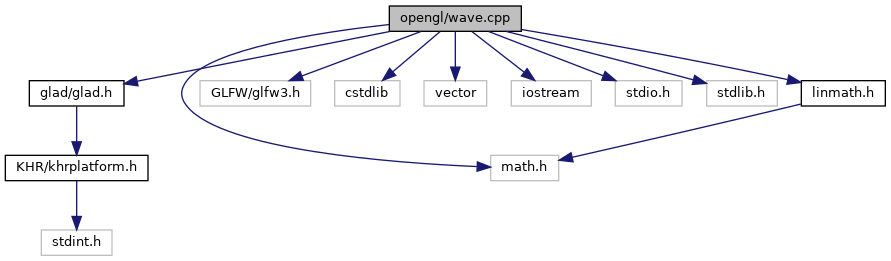 opengl/wave.cpp
glad/glad.h
GLFW/glfw3.h
cstdlib
vector
iostream
stdio.h
stdlib.h
linmath.h
KHR/khrplatform.h
math.h
stdint.h